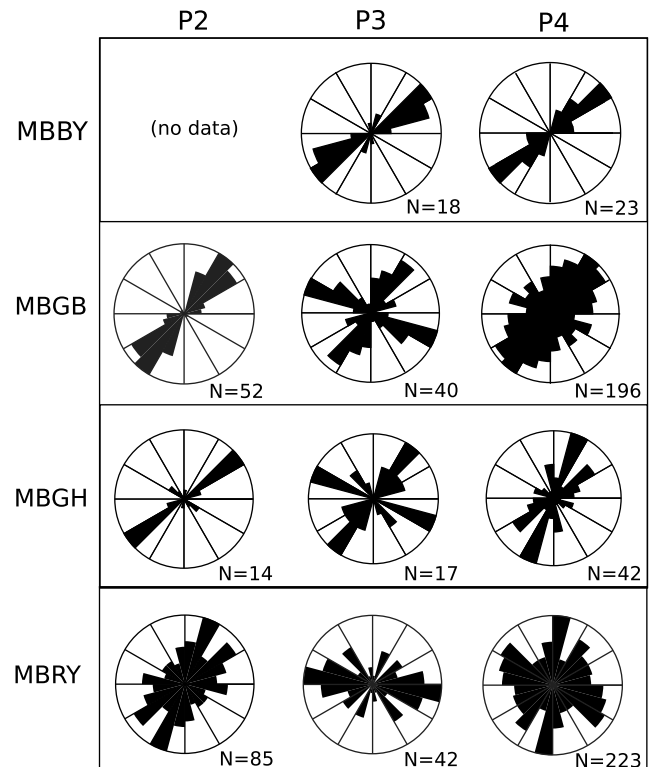 P2 P3 P4
MBBY (no data)
N=18 N=23
MBGB
N=52 N=40 N=196
MBGH
N=14 N=17 N=42
MBRY
N=85 N=42 N=223